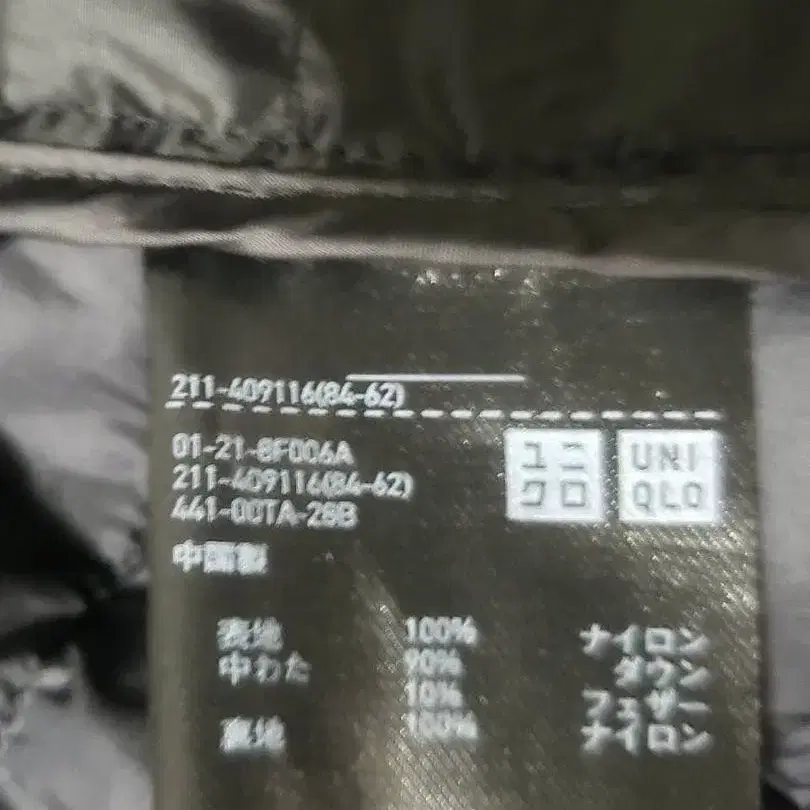 211-409116(84-62)
01-21-8F006A
211-409116(84-62)
441-00TA-28B
ユニ
クロ
UNI
QLO
中国製
表地 100% ナイロン
中わた 90% ダウン
10% フェザー
裏地 100% ナイロン